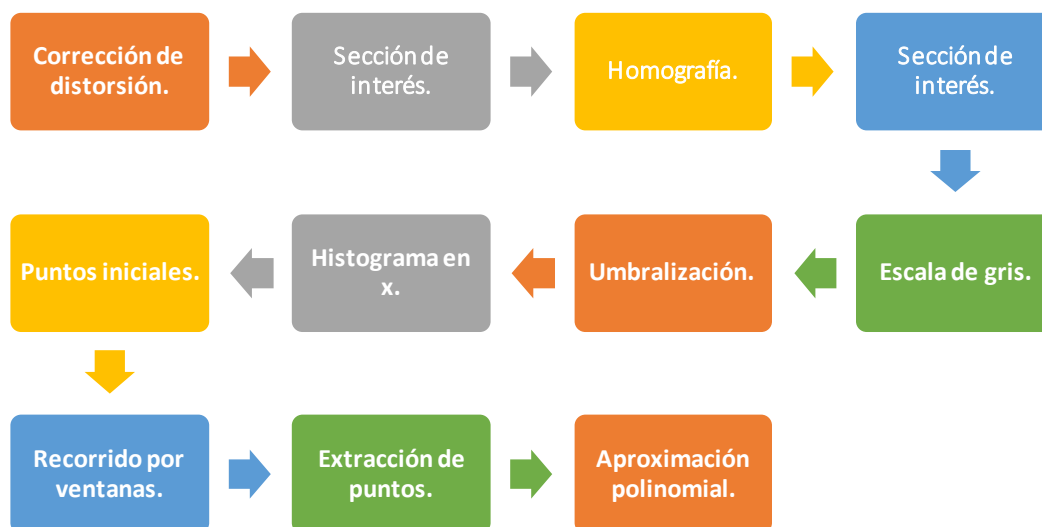 Corrección de
distorsión.
Sección de
interés.
Homografía.
Sección de
interés.
Escala de gris.
Umbralización.
Histograma en
x.
Puntos iniciales.
Recorrido por
ventanas.
Extracción de
puntos.
Aproximación
polinomial.